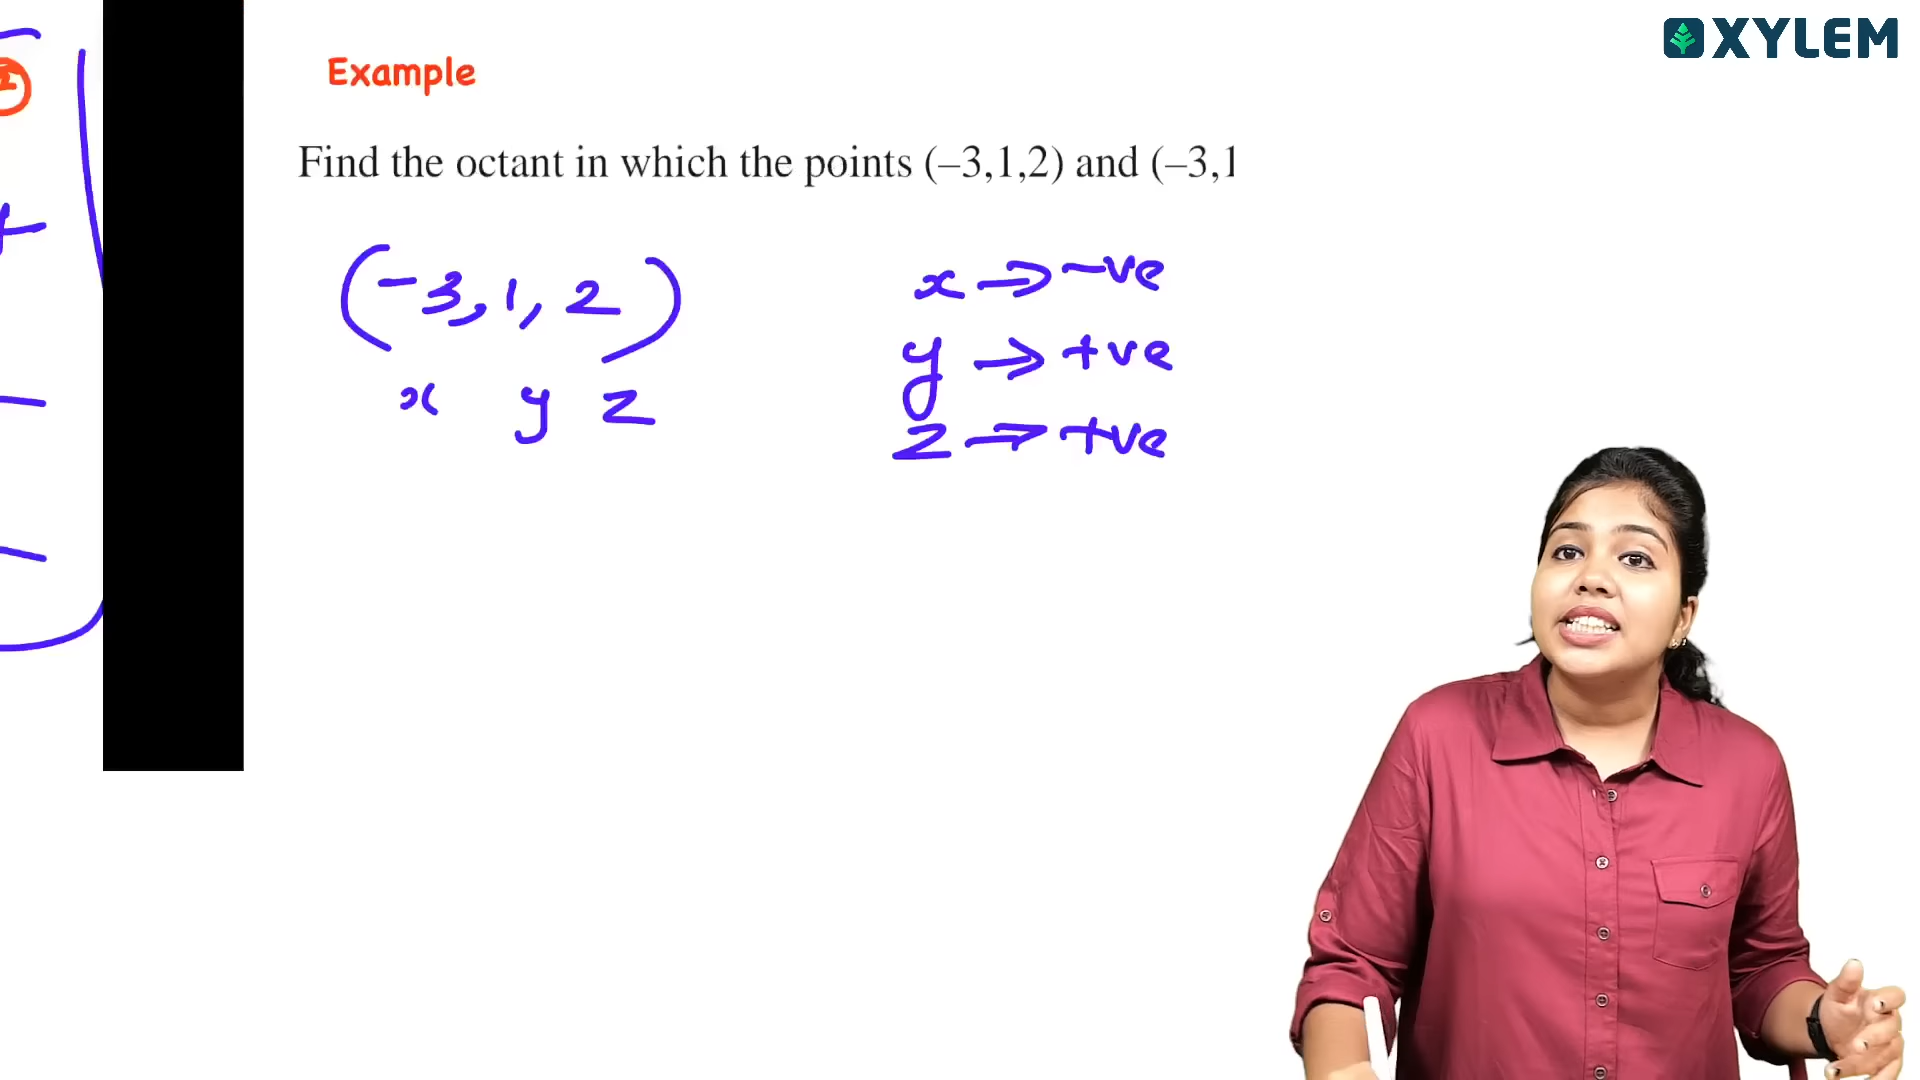 XYLEM
Example
Find the octant in which the points (–3,1,2) and (–3,1
(-3, 1, 2)
x y z
x → -ve
y → +ve
z → +ve